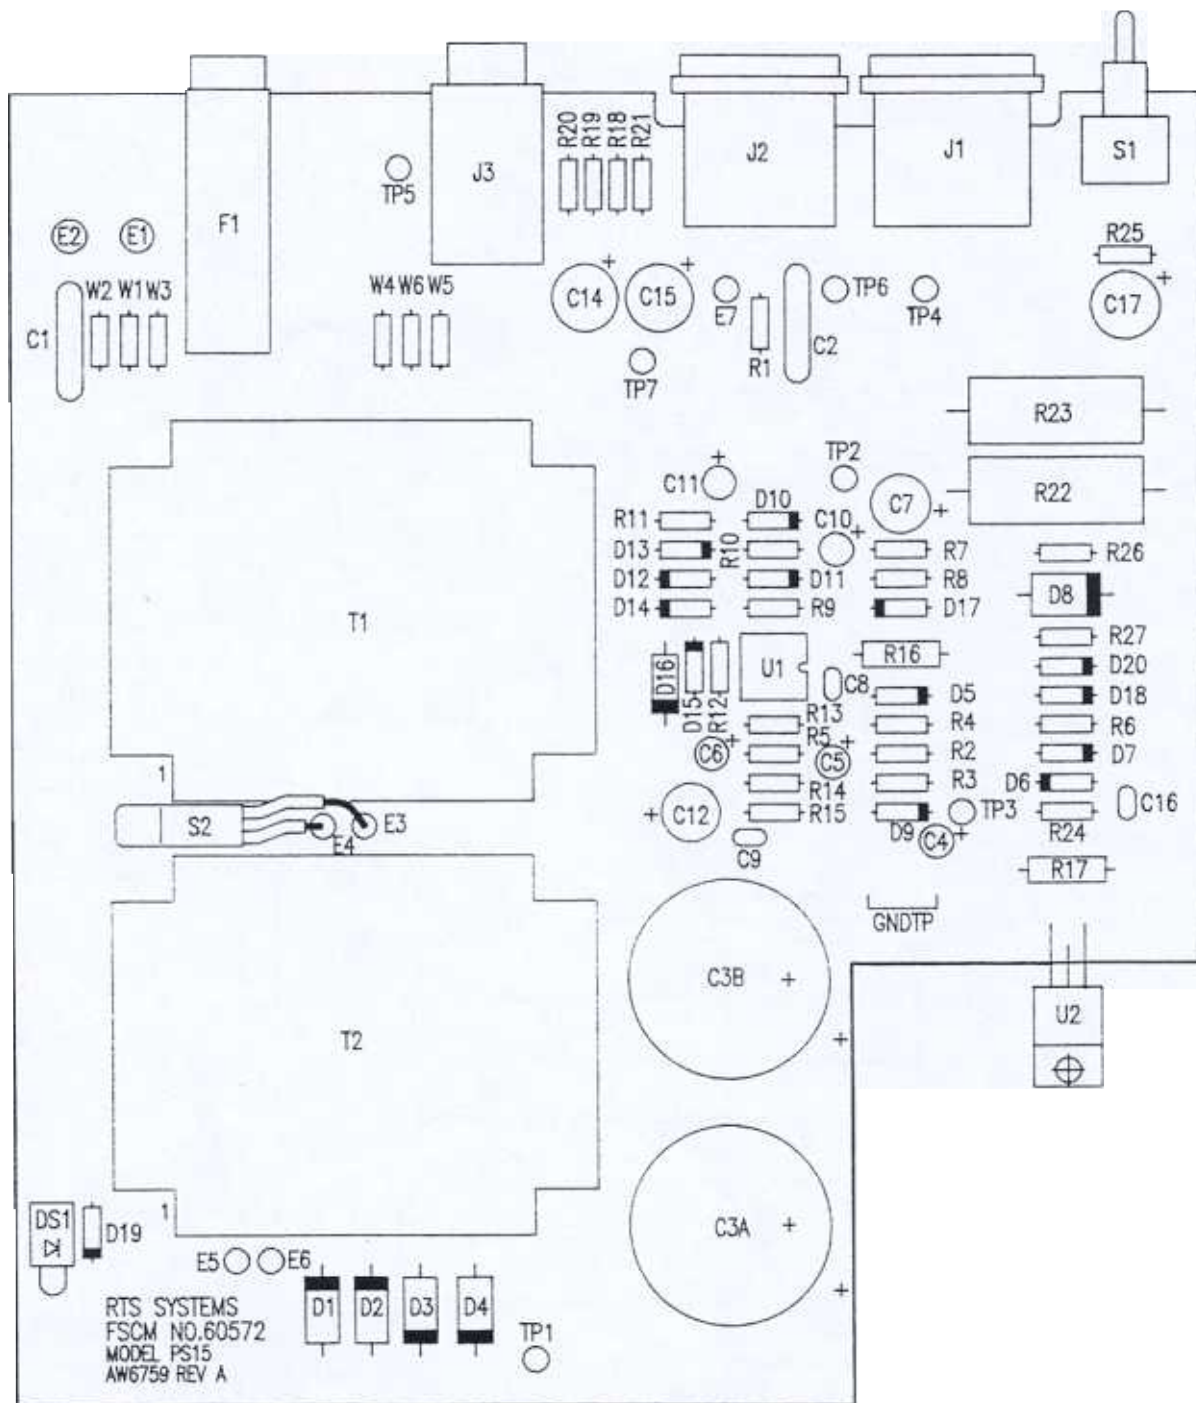 R20
R19
R18
R21
J2
J1
S1
J3
TP5
F1
E2
E1
R25
W2 W1 W3
W4 W6 W5
C14
C15
E7
TP6
TP4
C17
C1
C2
R1
TP7
R23
TP2
C11
R22
D10
C7
R11
C10
D13
R10
R7
R26
D12
D11
R8
D14
R9
D17
D8
T1
R27
U1
R16
D16
D15
R12
C8
D20
D5
D18
R13
R4
R6
R5
C6
C5
R2
D7
1
R14
R3
D6
S2
E4
E3
C12
R15
D9
TP3
C4
R24
C16
C9
R17
GNDTP
C3B
U2
T2
1
DS1
D19
C3A
E5
E6
D1
D2
D3
D4
TP1
RTS SYSTEMS
FSCM NO.60572
MODEL PS15
AW6759 REV A